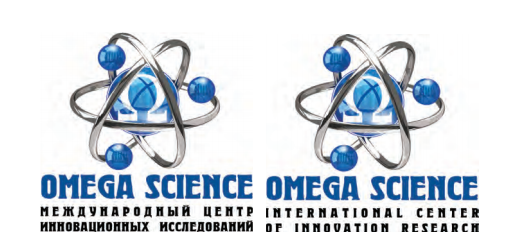 OMEGA SCIENCE
МЕЖДУНАРОДНЫЙ ЦЕНТР
ИННОВАЦИОННЫХ ИССЛЕДОВАНИЙ
OMEGA SCIENCE
INTERNATIONAL CENTER
OF INNOVATION RESEARCH